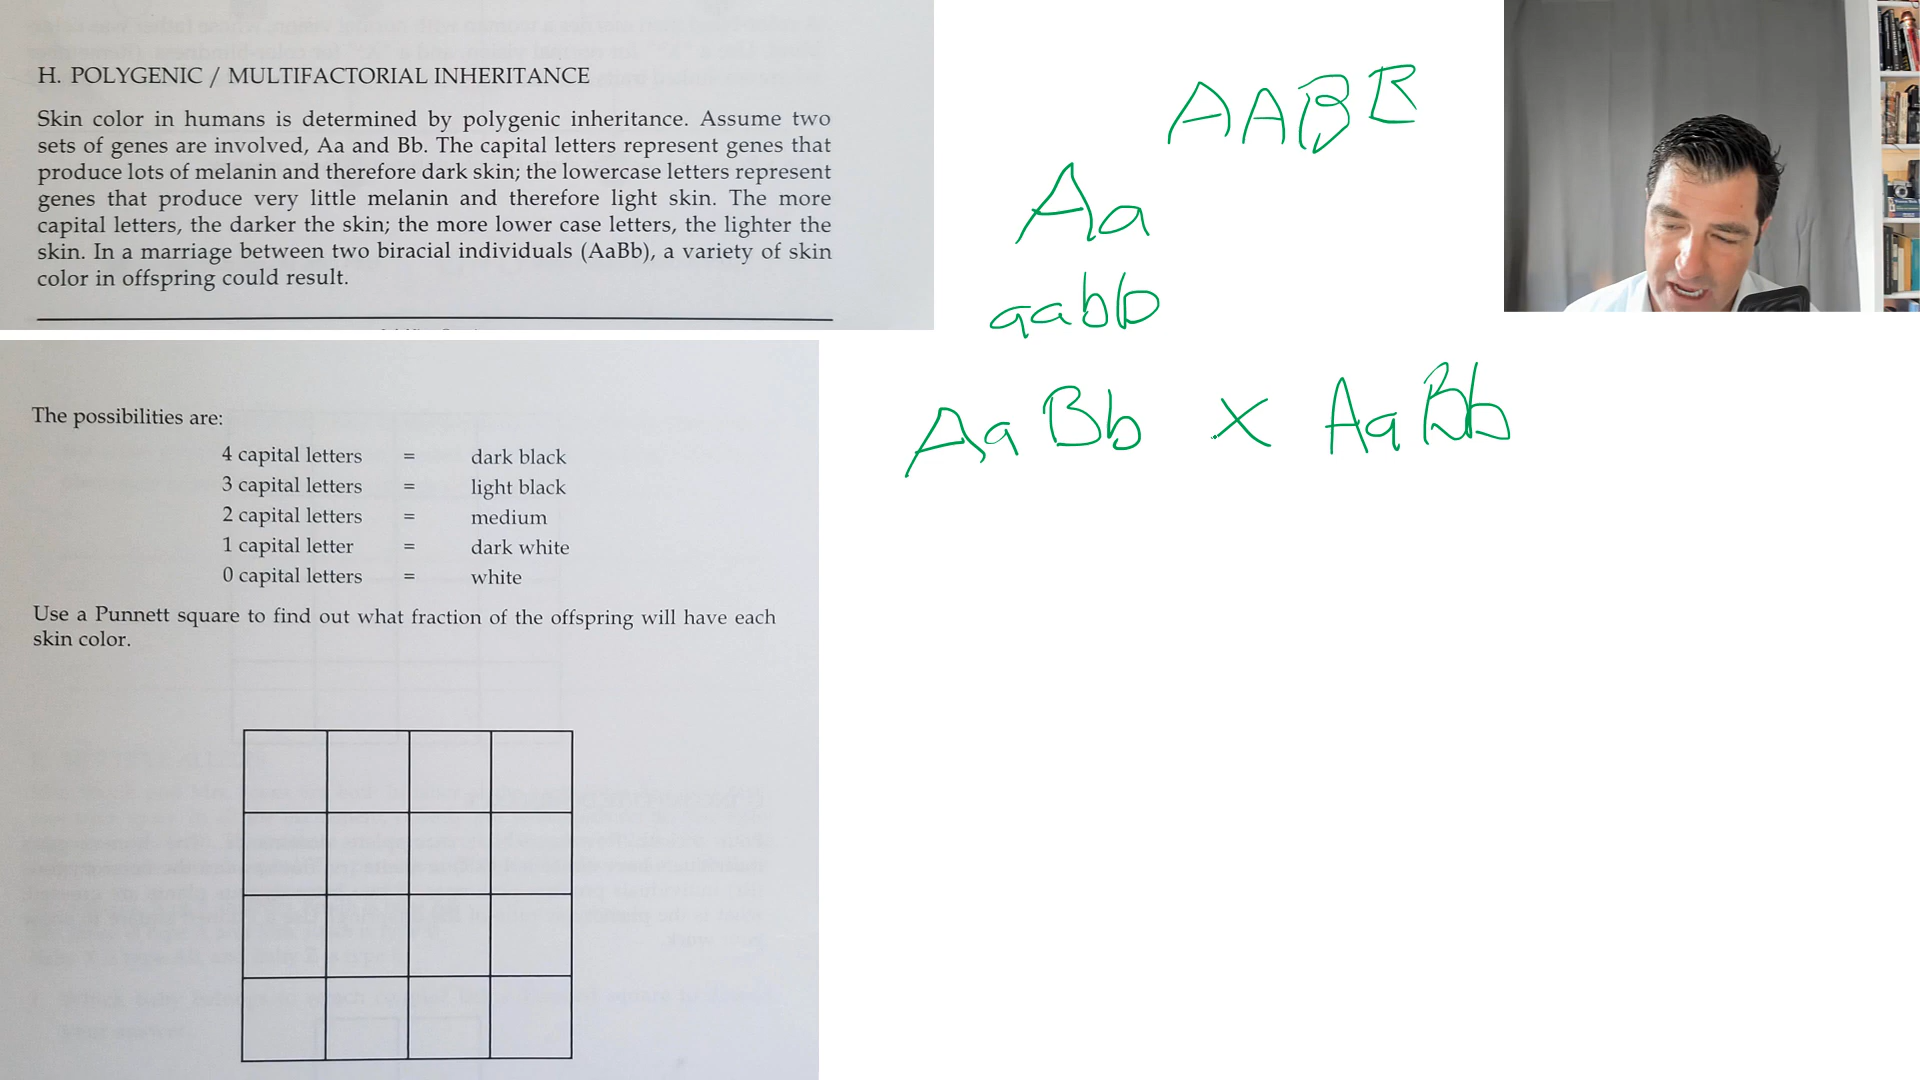 H. POLYGENIC / MULTIFACTORIAL INHERITANCE
Skin color in humans is determined by polygenic inheritance. Assume two
sets of genes are involved, Aa and Bb. The capital letters represent genes that
produce lots of melanin and therefore dark skin; the lowercase letters represent
genes that produce very little melanin and therefore light skin. The more
capital letters, the darker the skin; the more lower case letters, the lighter the
skin. In a marriage between two biracial individuals (AaBb), a variety of skin
color in offspring could result.
The possibilities are:
4 capital letters = dark black
3 capital letters = light black
2 capital letters = medium
1 capital letter = dark white
0 capital letters = white
Use a Punnett square to find out what fraction of the offspring will have each
skin color.
AABB
Aa
aabb
AaBb x AaBb